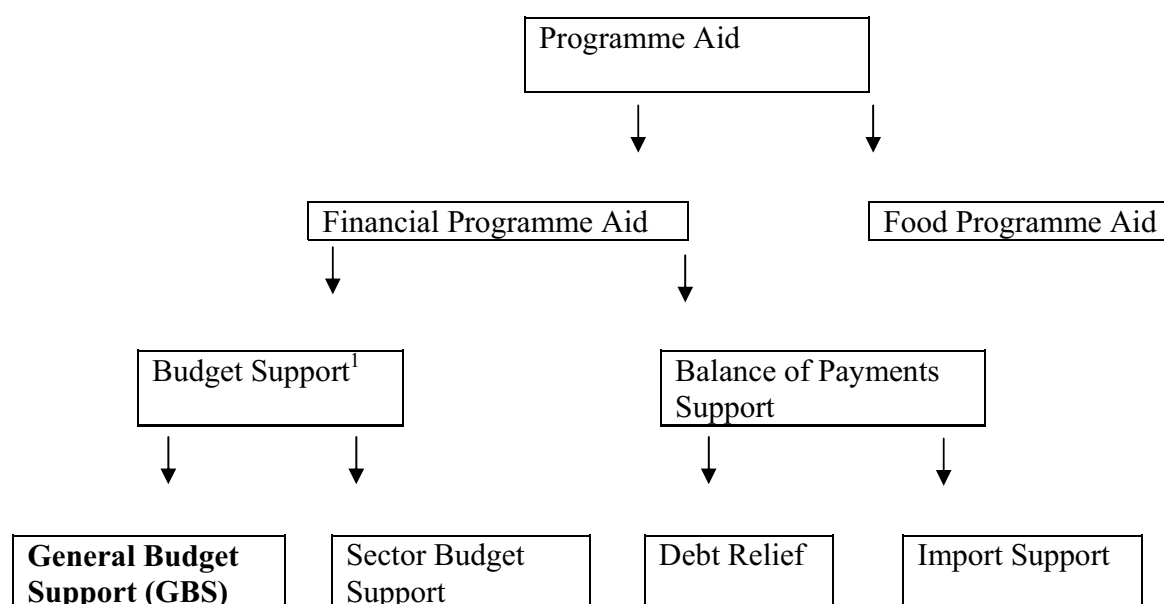 Programme Aid
Financial Programme Aid
Food Programme Aid
Budget Support¹
Balance of Payments
Support
General Budget
Support (GBS)
Sector Budget
Support
Debt Relief
Import Support